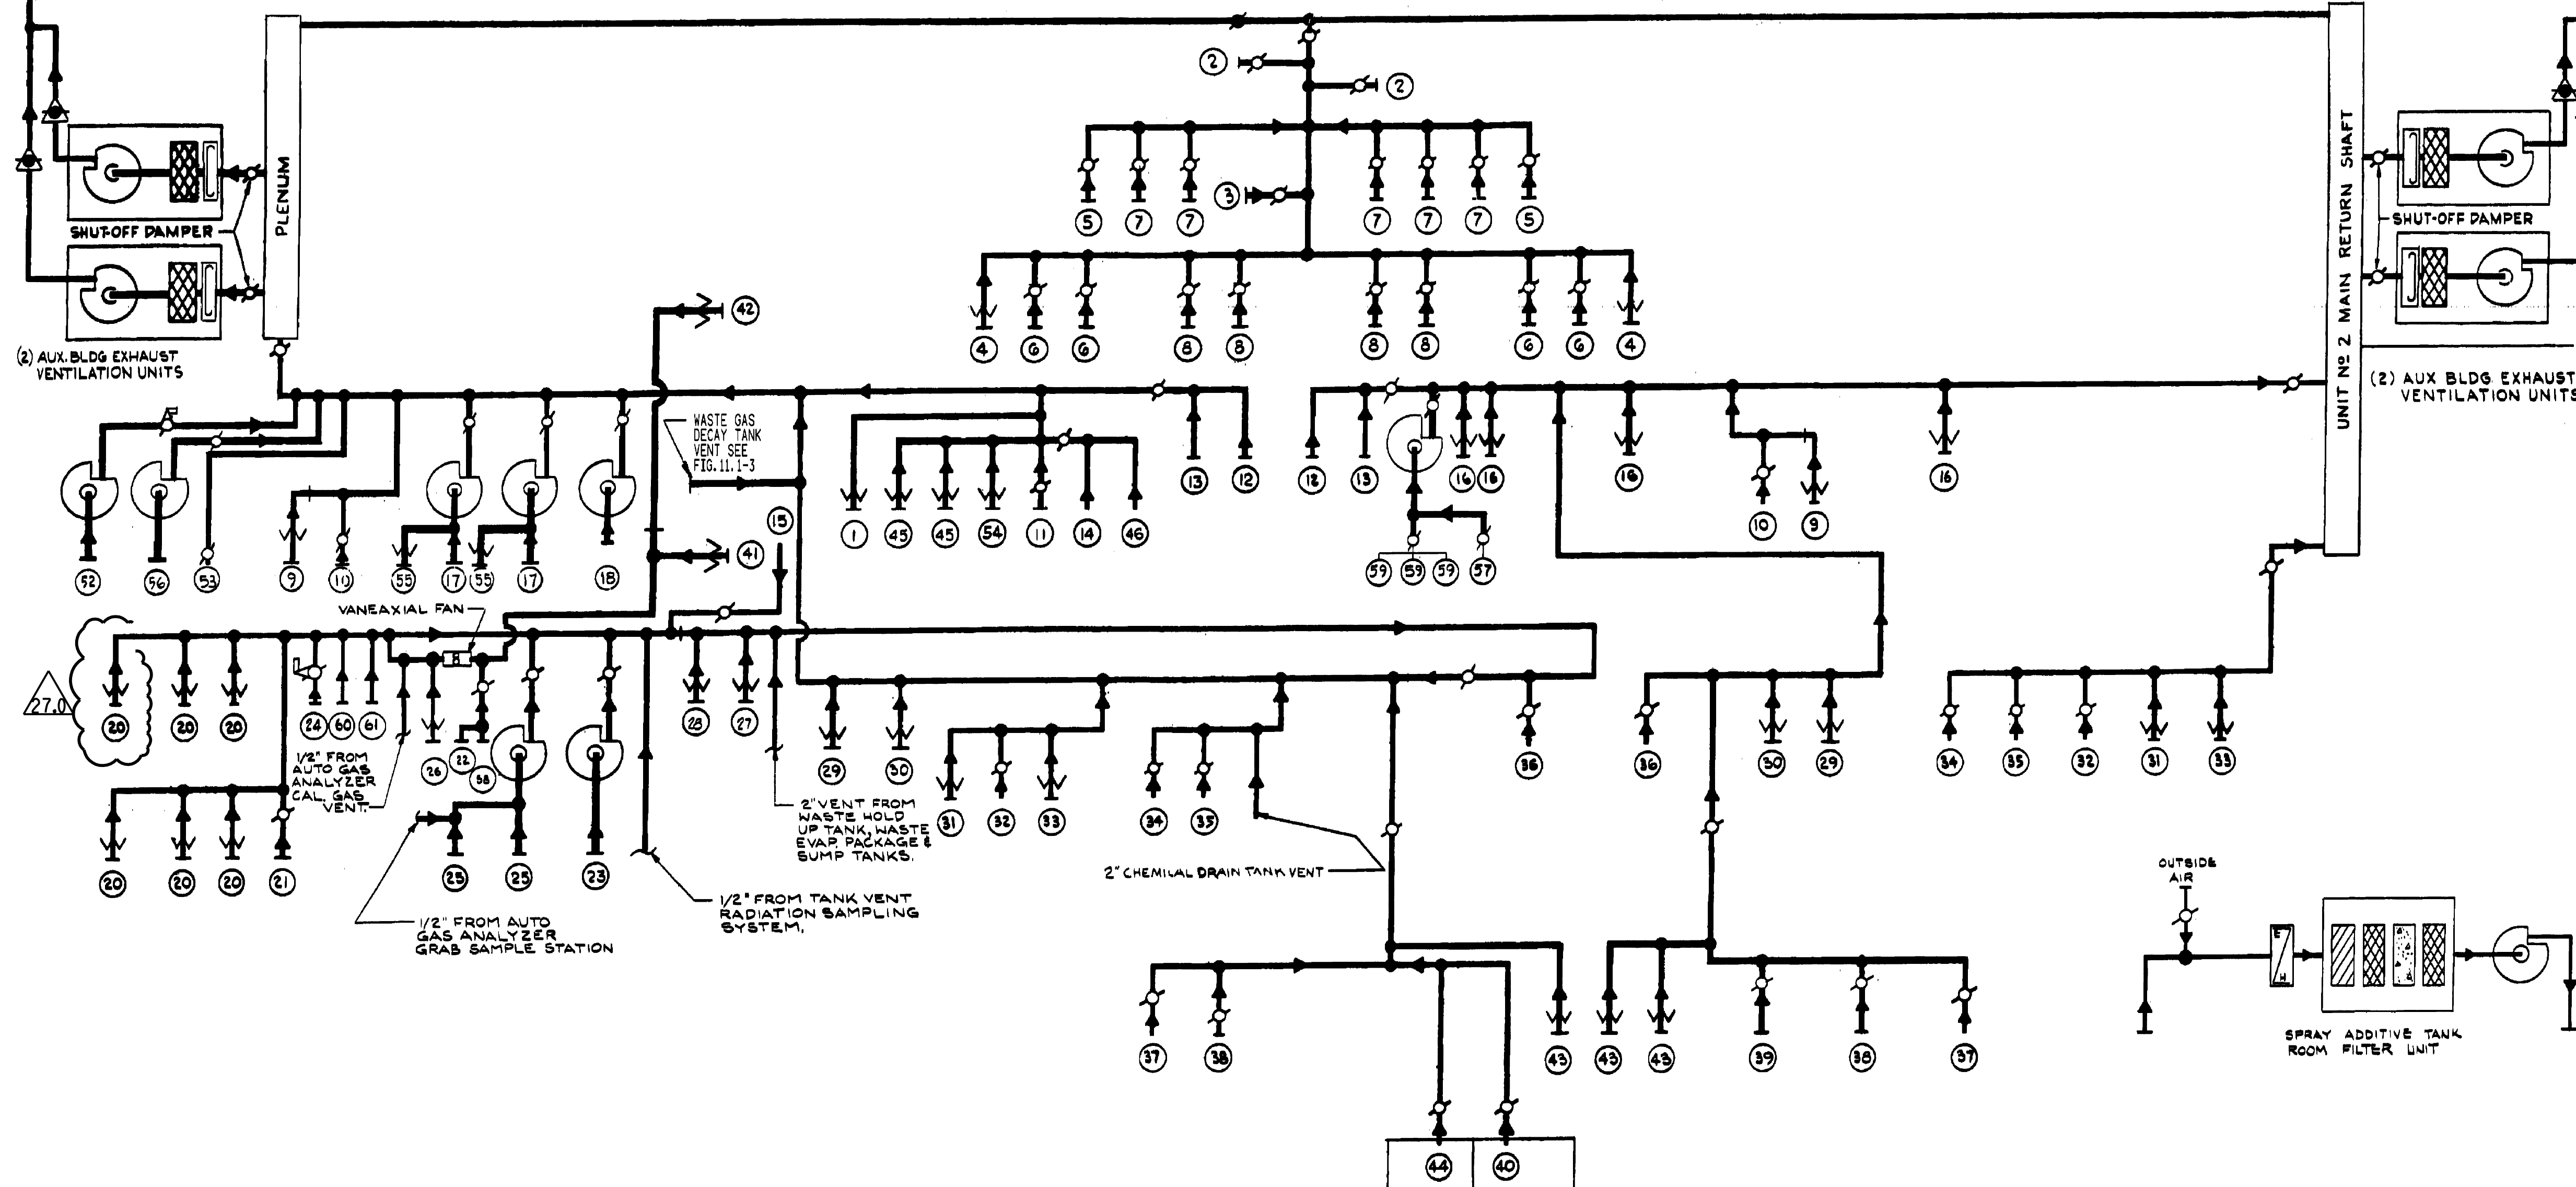 2
2
PLENUM
UNIT Nº 2 MAIN RETURN SHAFT
3
5
7
7
7
7
7
5
SHUT-OFF DAMPER
SHUT-OFF DAMPER
4
6
6
8
8
8
8
6
6
4
42
(2) AUX. BLDG EXHAUST
VENTILATION UNITS
(2) AUX BLDG EXHAUST
VENTILATION UNITS
WASTE GAS
DECAY TANK
VENT SEE
FIG.11.1-3
13
12
12
13
16
16
16
16
15
1
45
45
54
11
14
46
10
9
41
52
56
53
9
10
55
17
55
17
18
59
59
59
57
VANEAXIAL FAN
27.0
20
20
20
24
60
61
28
27
26
22
58
1/2" FROM
AUTO GAS
ANALYZER
CAL. GAS
VENT.
29
30
36
36
30
29
34
35
32
31
33
2" VENT FROM
WASTE HOLD
UP TANK, WASTE
EVAP. PACKAGE &
SUMP TANKS.
31
32
33
34
35
20
20
20
21
25
25
23
2" CHEMICAL DRAIN TANK VENT
OUTSIDE
AIR
1/2" FROM TANK VENT
RADIATION SAMPLING
SYSTEM.
1/2" FROM AUTO
GAS ANALYZER
GRAB SAMPLE STATION
E
H
SPRAY ADDITIVE TANK
ROOM FILTER UNIT
37
38
43
43
43
39
38
37
44
40